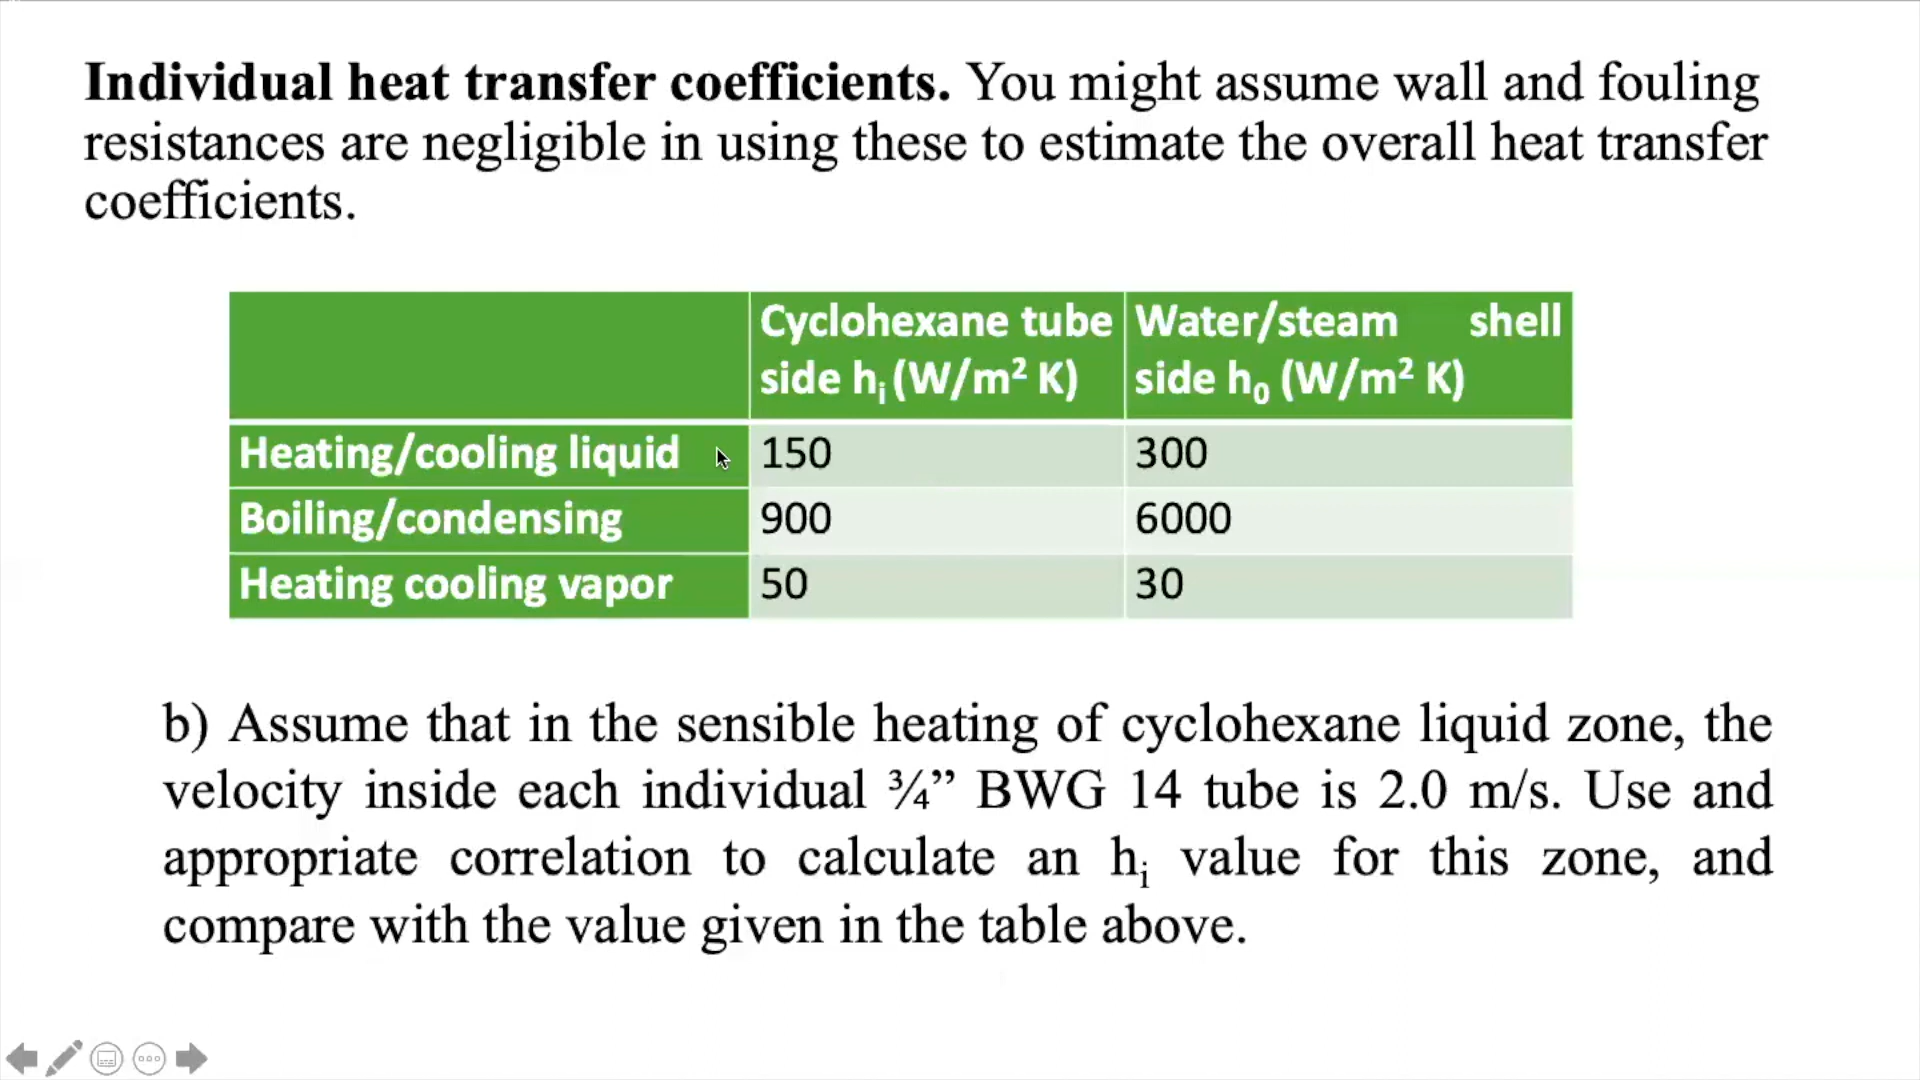 Individual heat transfer coefficients. You might assume wall and fouling
resistances are negligible in using these to estimate the overall heat transfer
coefficients.
Cyclohexane tube side hᵢ (W/m² K)
Water/steam shell side h₀ (W/m² K)
Heating/cooling liquid 150 300
Boiling/condensing 900 6000
Heating cooling vapor 50 30
b) Assume that in the sensible heating of cyclohexane liquid zone, the
velocity inside each individual ¾” BWG 14 tube is 2.0 m/s. Use and
appropriate correlation to calculate an hᵢ value for this zone, and
compare with the value given in the table above.